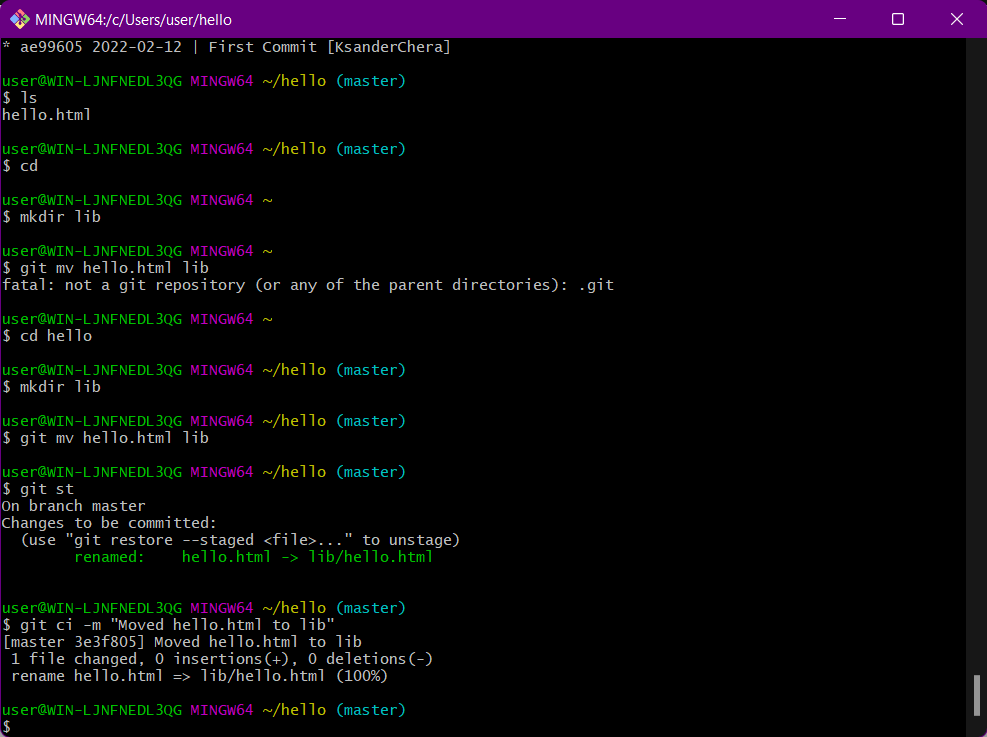 MINGW64:/c/Users/user/hello
* ae99605 2022-02-12 | First Commit [KsanderChera]
user@WIN-LJNFNEDL3QG MINGW64 ~/hello (master)
$ ls
hello.html
user@WIN-LJNFNEDL3QG MINGW64 ~/hello (master)
$ cd
user@WIN-LJNFNEDL3QG MINGW64 ~
$ mkdir lib
user@WIN-LJNFNEDL3QG MINGW64 ~
$ git mv hello.html lib
fatal: not a git repository (or any of the parent directories): .git
user@WIN-LJNFNEDL3QG MINGW64 ~
$ cd hello
user@WIN-LJNFNEDL3QG MINGW64 ~/hello (master)
$ mkdir lib
user@WIN-LJNFNEDL3QG MINGW64 ~/hello (master)
$ git mv hello.html lib
user@WIN-LJNFNEDL3QG MINGW64 ~/hello (master)
$ git st
On branch master
Changes to be committed:
  (use "git restore --staged <file>..." to unstage)
        renamed:    hello.html -> lib/hello.html
user@WIN-LJNFNEDL3QG MINGW64 ~/hello (master)
$ git ci -m "Moved hello.html to lib"
[master 3e3f805] Moved hello.html to lib
 1 file changed, 0 insertions(+), 0 deletions(-)
 rename hello.html => lib/hello.html (100%)
user@WIN-LJNFNEDL3QG MINGW64 ~/hello (master)
$